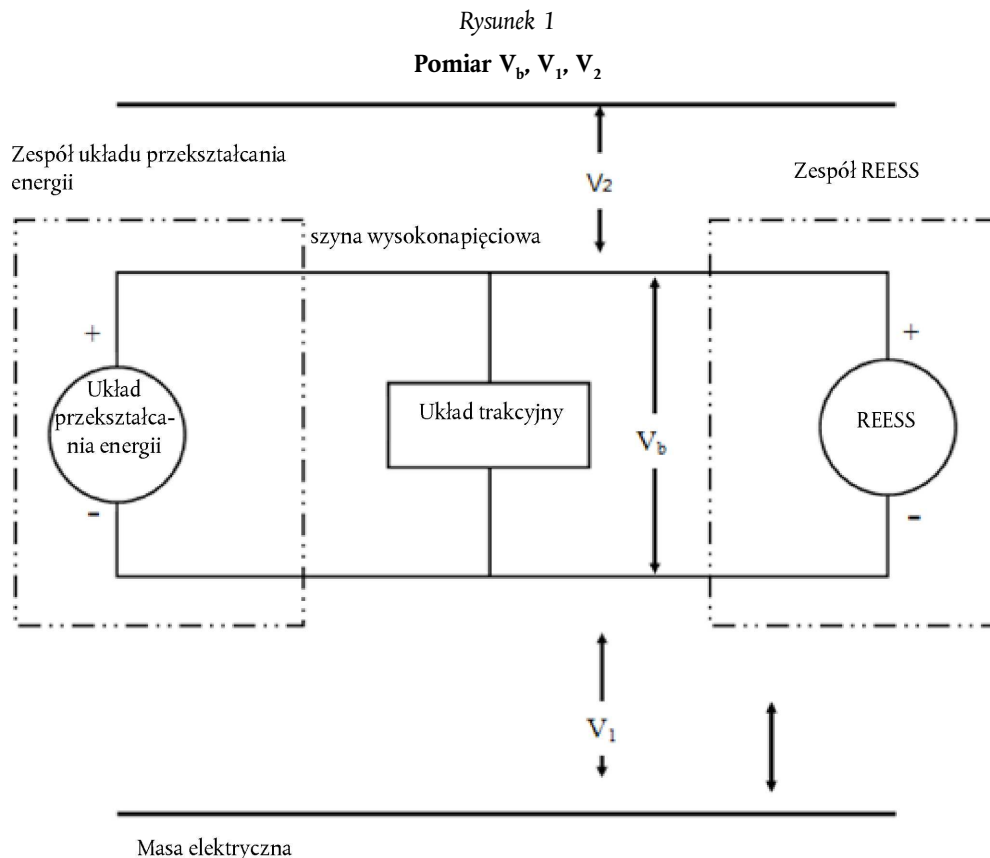 Rysunek 1
Pomiar Vb, V1, V2
Zespół układu przekształcania
energii
V2
Zespół REESS
szyna wysokonapięciowa
+
+
Układ
przekształca-
nia energii
Układ trakcyjny
Vb
REESS
-
-
V1
Masa elektryczna